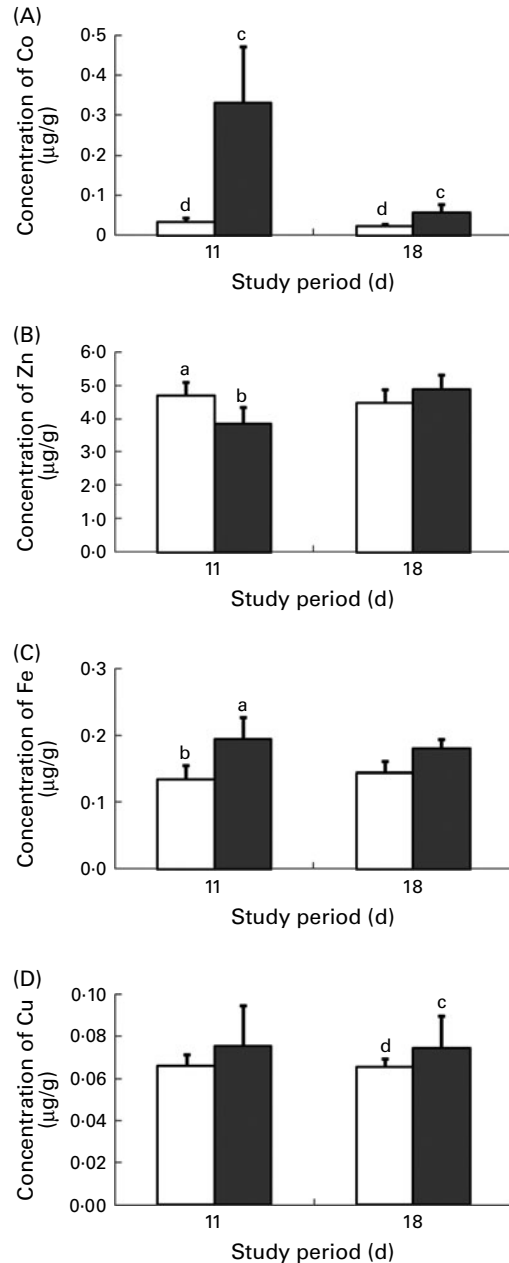 (A)
Concentration of Co
(μg/g)
0·5
0·4
0·3
0·2
0·1
0
d
c
d
c
11
18
Study period (d)
(B)
Concentration of Zn
(μg/g)
6·0
5·0
4·0
3·0
2·0
1·0
0·0
a
b
11
18
Study period (d)
(C)
Concentration of Fe
(μg/g)
0·3
0·2
0·1
0·0
b
a
11
18
Study period (d)
(D)
Concentration of Cu
(μg/g)
0·10
0·08
0·06
0·04
0·02
0·00
d
c
11
18
Study period (d)